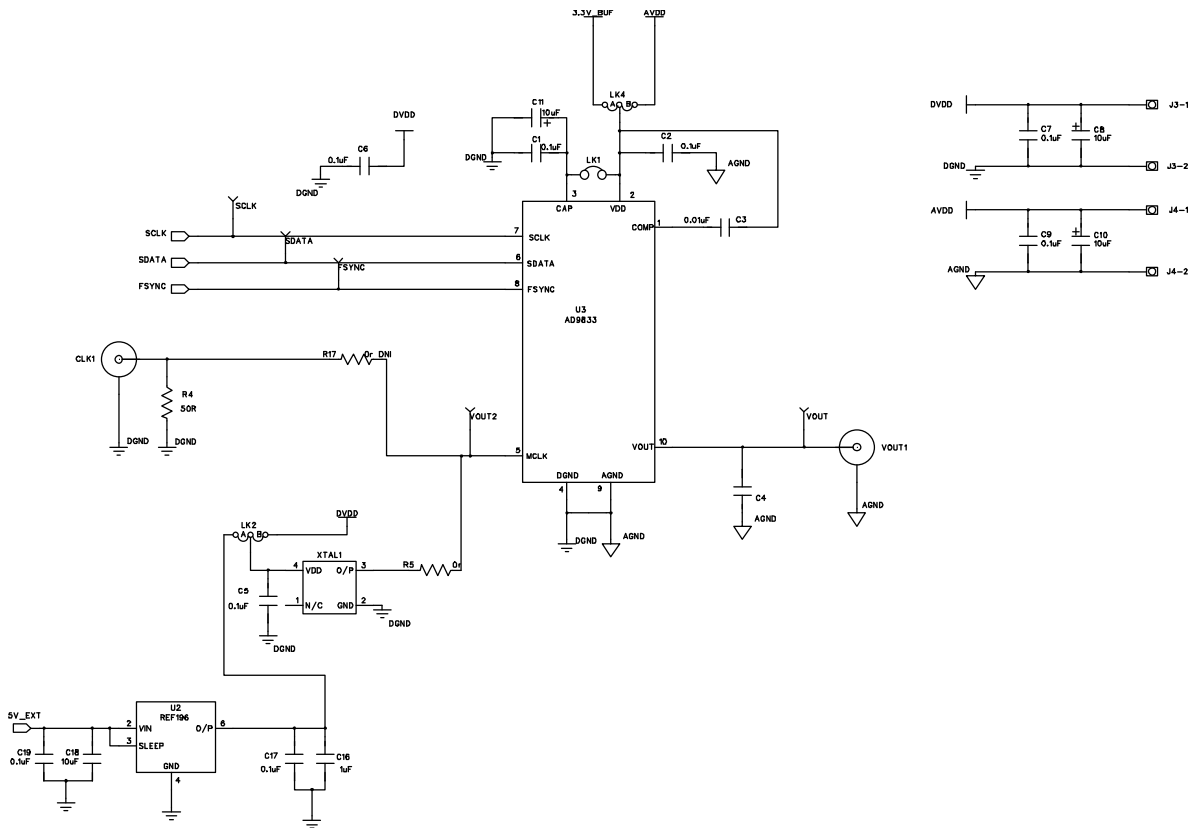 3.3V_BUF
AVDD
LK4
A B
C11
10uF
DVDD
C6
0.1uF
DGND
C1
0.1uF
DGND
LK1
C2
0.1uF
AGND
3
2
CAP
VDD
DVDD
C7
0.1uF
C8
10uF
J3-1
DGND
J3-2
AVDD
C9
0.1uF
C10
10uF
J4-1
AGND
J4-2
SCLK
SCLK
7
SCLK
COMP
1
0.01uF
C3
SDATA
SDATA
6
SDATA
FSYNC
FSYNC
8
FSYNC
U3
AD9833
CLK1
R17
0r DNI
R4
50R
DGND
DGND
VOUT2
5
MCLK
VOUT
10
VOUT
VOUT1
C4
AGND
AGND
DGND
AGND
4
9
DGND
AGND
LK2
A B
DVDD
XTAL1
4
VDD
O/P
3
R5
0r
C5
0.1uF
1
N/C
GND
2
DGND
DGND
5V_EXT
U2
REF196
2
VIN
O/P
6
3
SLEEP
GND
4
C19
0.1uF
C18
10uF
C17
0.1uF
C16
1uF